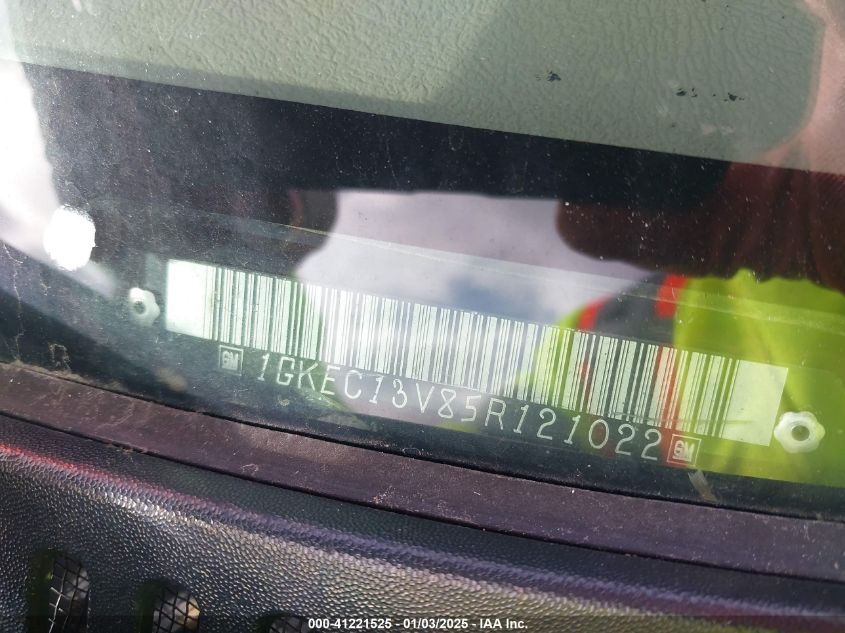 GM 1GKEC13V85R121022 GM
000-41221525 - 01/03/2025 - IAA Inc.